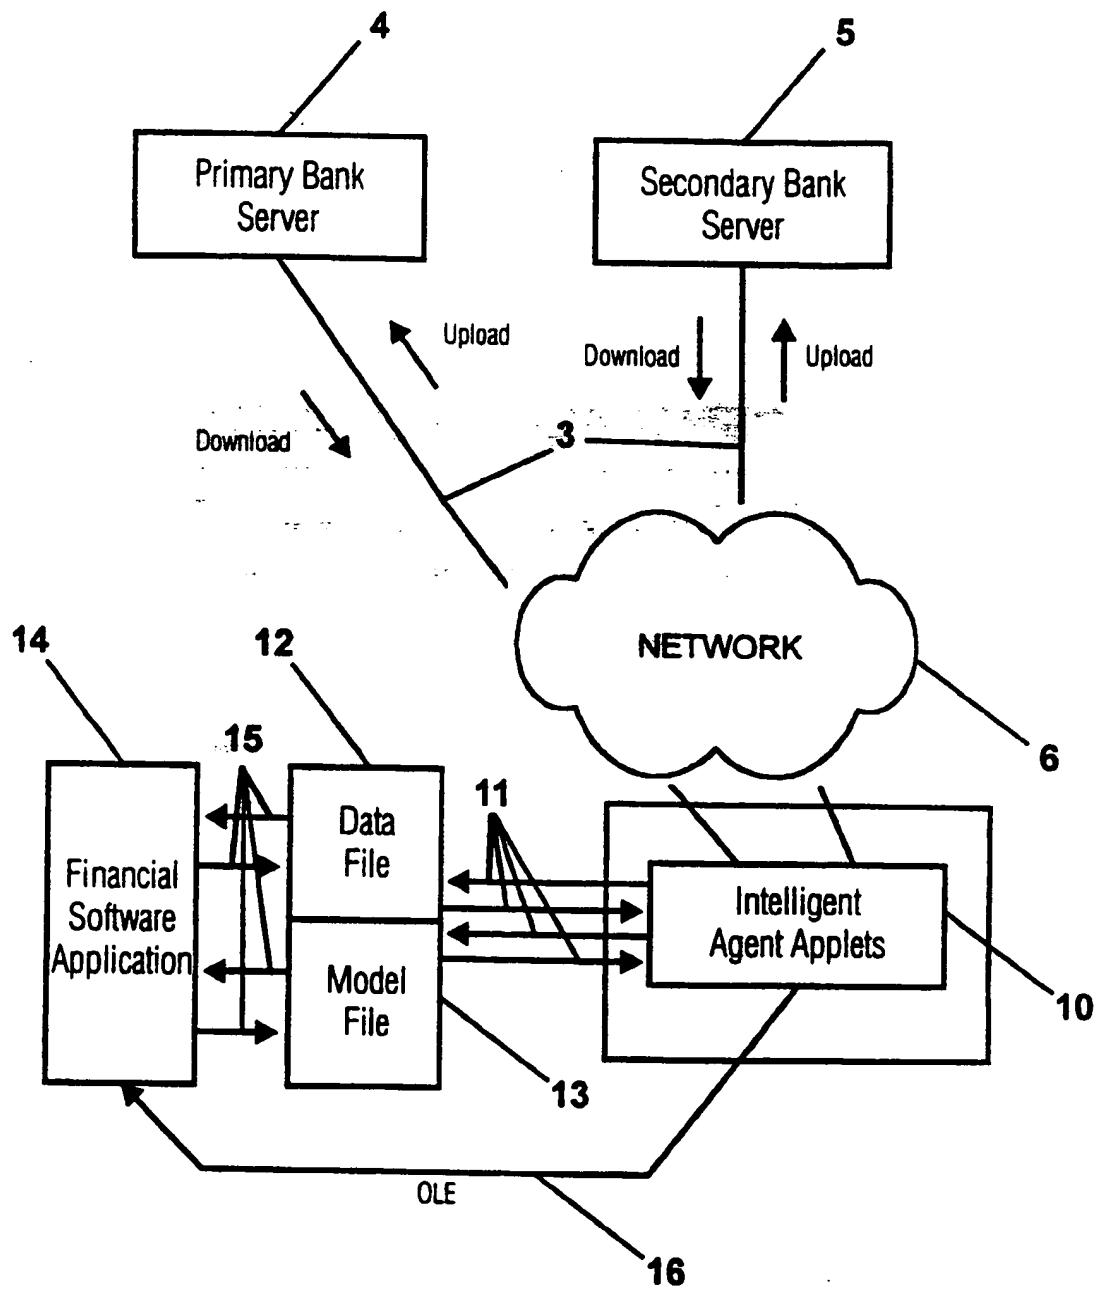 4
5
Primary Bank
Server
Secondary Bank
Server
Upload
Download
Download
Upload
3
NETWORK
6
14
12
15
11
Data
File
Financial
Software
Application
Model
File
Intelligent
Agent Applets
10
13
OLE
16